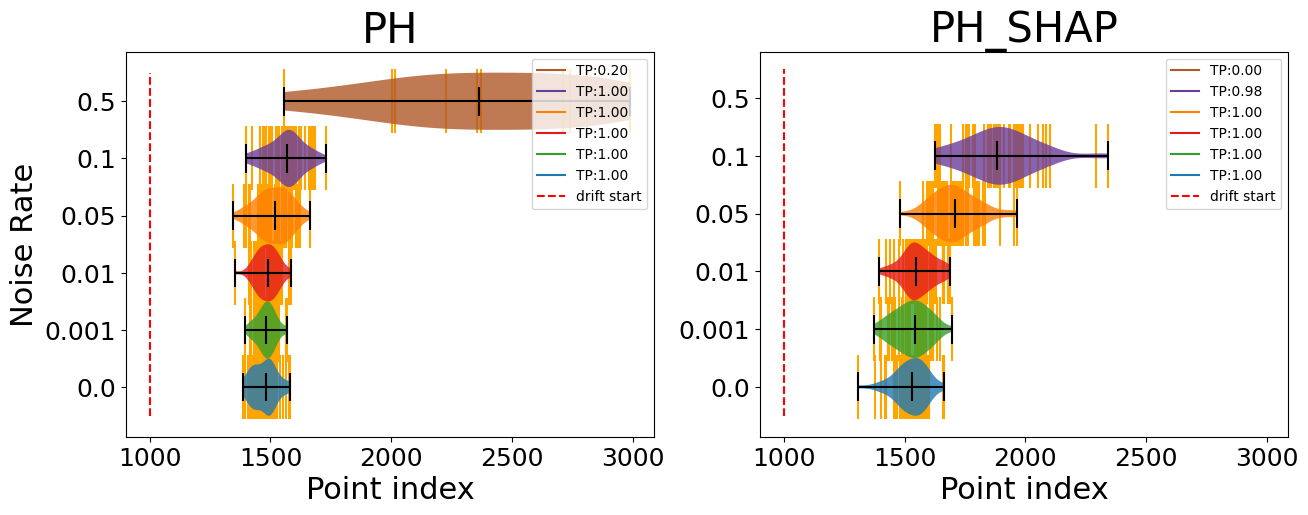 PH
Noise Rate
0.5
0.1
0.05
0.01
0.001
0.0
TP:0.20
TP:1.00
TP:1.00
TP:1.00
TP:1.00
TP:1.00
drift start
1000 1500 2000 2500 3000
Point index
PH_SHAP
0.5
0.1
0.05
0.01
0.001
0.0
TP:0.00
TP:0.98
TP:1.00
TP:1.00
TP:1.00
TP:1.00
drift start
1000 1500 2000 2500 3000
Point index